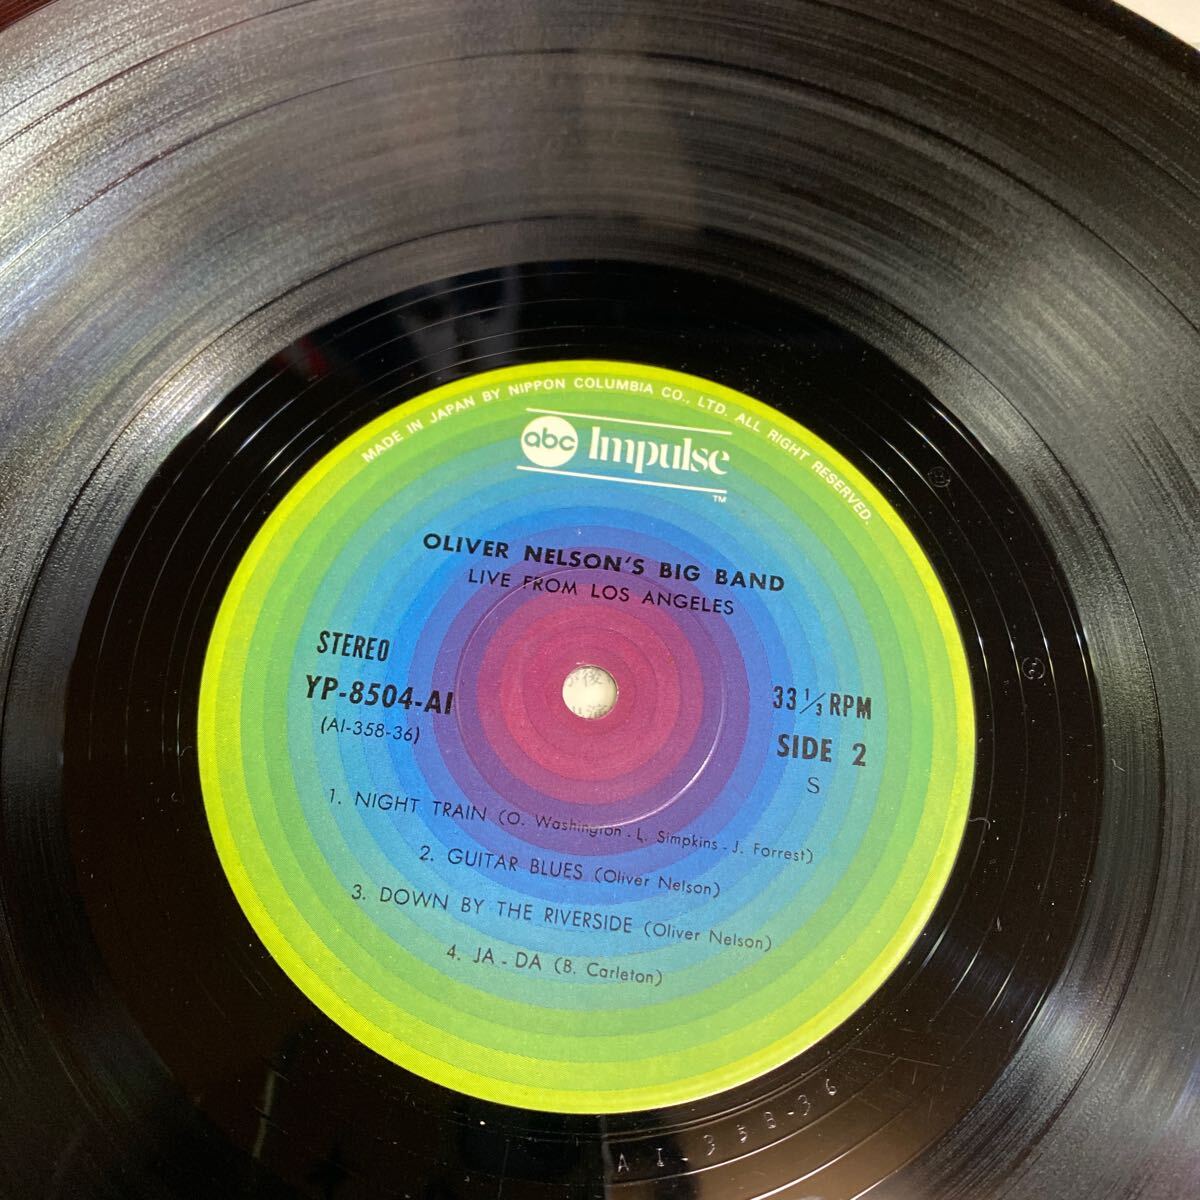 MADE IN JAPAN BY NIPPON COLUMBIA CO., LTD. ALL RIGHT RESERVED.
abc Impulse
TM
OLIVER NELSON'S BIG BAND
LIVE FROM LOS ANGELES
STEREO
YP-8504-AI
(AI-358-36)
33 1/3 RPM
SIDE 2
S
1. NIGHT TRAIN (O. Washington - L. Simpkins - J. Forrest)
2. GUITAR BLUES (Oliver Nelson)
3. DOWN BY THE RIVERSIDE (Oliver Nelson)
4. JA - DA (B. Carleton)
AI-358-36